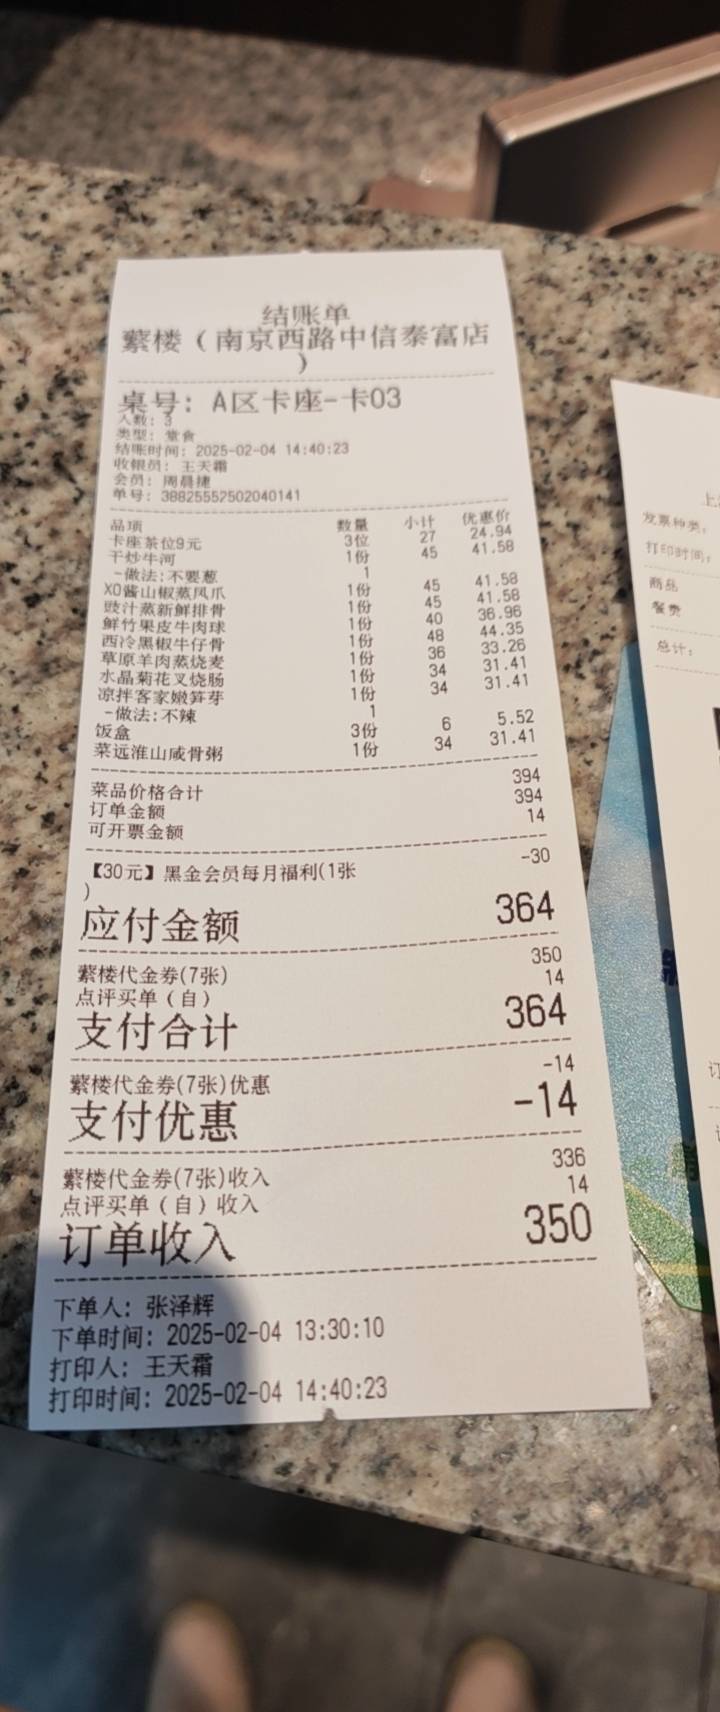 结账单
蘩楼（南京西路中信泰富店
）
桌号: A区卡座-卡03
人数: 3
类型: 堂食
结账时间: 2025-02-04 14:40:23
收银员: 王天霜
会员: 周晨捷
单号: 38825552502040141
品项 数量 小计 优惠价
卡座茶位9元 3位 27 24.94
干炒牛河 1份 45 41.58
-做法:不要葱 1
XO酱山椒蒸凤爪 1份 45 41.58
豉汁蒸新鲜排骨 1份 45 41.58
鲜竹果皮牛肉球 1份 40 36.96
西冷黑椒牛仔骨 1份 48 44.35
草原羊肉蒸烧麦 1份 36 33.26
水晶菊花叉烧肠 1份 34 31.41
凉拌客家嫩笋芽 1份 34 31.41
-做法:不辣 1
饭盒 3份 6 5.52
菜远淮山咸骨粥 1份 34 31.41
菜品价格合计 394
订单金额 394
可开票金额 14
【30元】黑金会员每月福利(1张 -30
)
应付金额 364
蘩楼代金券(7张) 350
点评买单（自） 14
支付合计 364
蘩楼代金券(7张)优惠 -14
支付优惠 -14
蘩楼代金券(7张)收入 336
点评买单（自）收入 14
订单收入 350
下单人: 张泽辉
下单时间: 2025-02-04 13:30:10
打印人: 王天霜
打印时间: 2025-02-04 14:40:23
发票种类:
打印时间:
商品
餐费
总计: